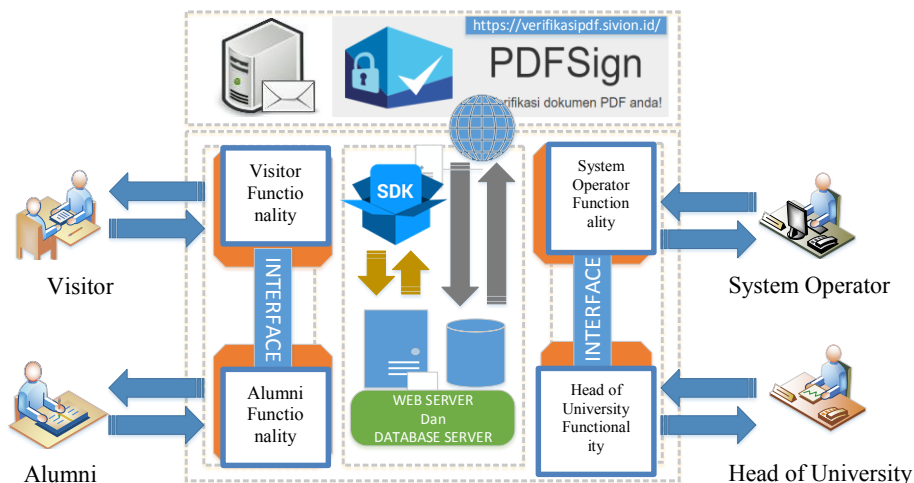 https://verifikasipdf.sivion.id/
PDFSign
erifikasi dokumen PDF anda!
Visitor
Functio
nality
SDK
System
Operator
Function
ality
INTERFACE
INTERFACE
Visitor
System Operator
Alumni
Functio
nality
WEB SERVER
Dan
DATABASE SERVER
Head of
University
Functional
ity
Alumni
Head of University